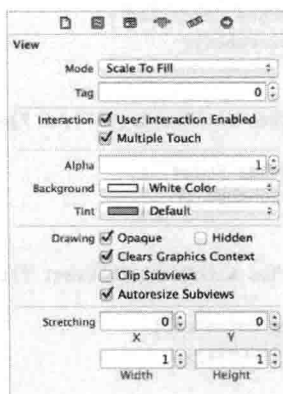 View
Mode Scale To Fill
Tag 0
Interaction User Interaction Enabled
Multiple Touch
Alpha 1
Background White Color
Tint Default
Drawing Opaque Hidden
Clears Graphics Context
Clip Subviews
Autoresize Subviews
Stretching 0 0
X Y
1 1
Width Height